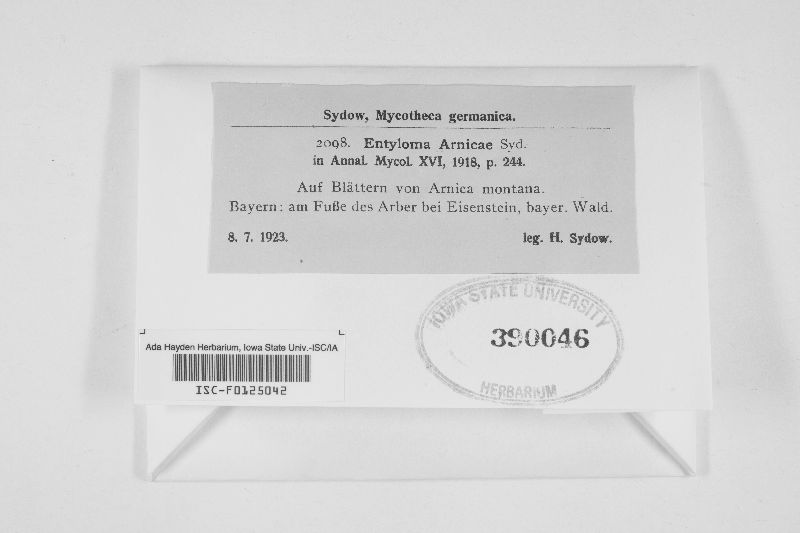 Sydow, Mycotheca germanica.
2098. Entyloma Arnicae Syd.
in Annal. Mycol. XVI, 1918, p. 244.
Auf Blättern von Arnica montana.
Bayern: am Fuße des Arber bei Eisenstein, bayer. Wald.
8. 7. 1923. leg. H. Sydow.
IOWA STATE UNIVERSITY
390046
HERBARIUM
Ada Hayden Herbarium, Iowa State Univ.-ISC/IA
ISC-F0125042